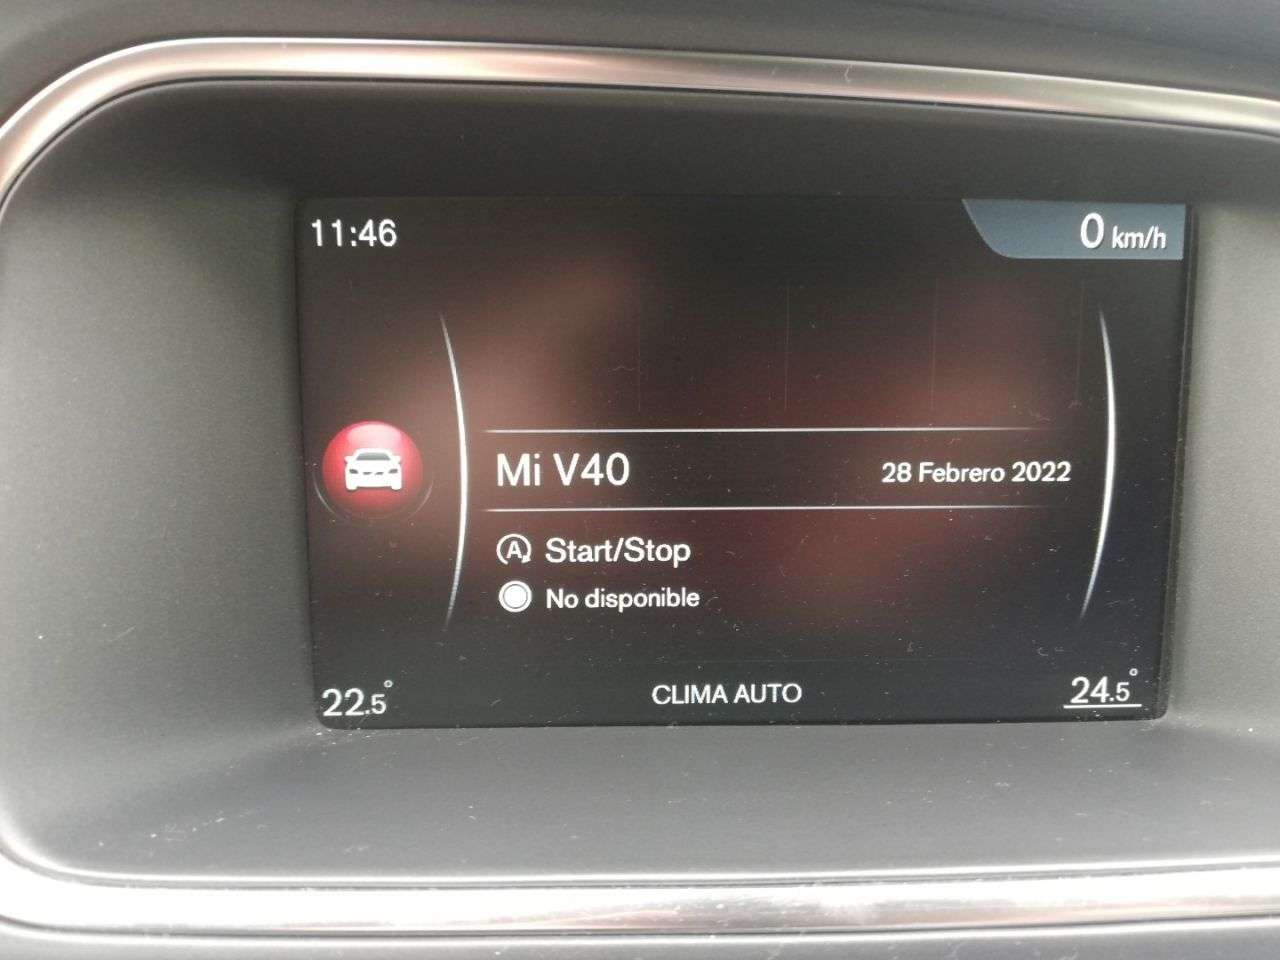 11:46
0 km/h
Mi V40
28 Febrero 2022
A Start/Stop
No disponible
22.5°
CLIMA AUTO
24.5°